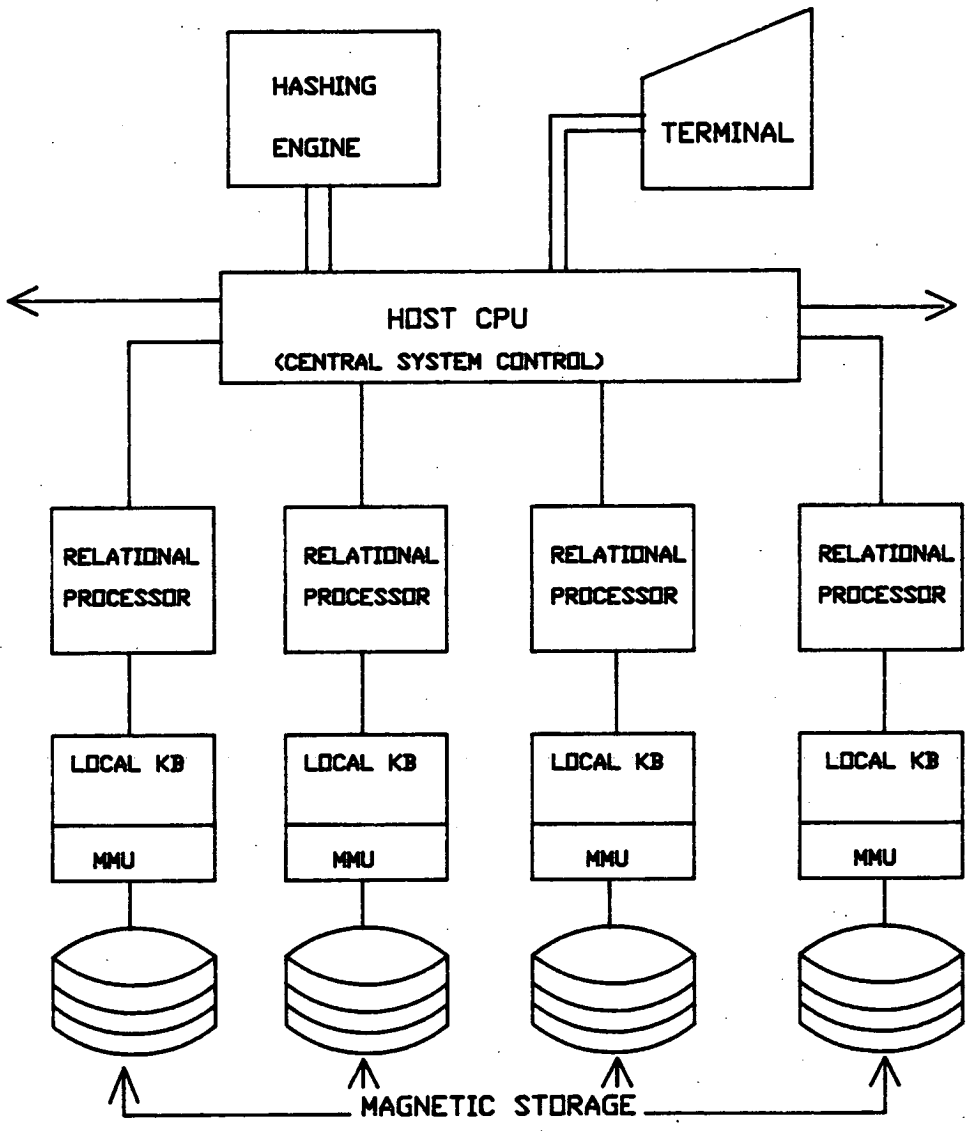 HASHING
ENGINE
TERMINAL
HOST CPU
(CENTRAL SYSTEM CONTROL)
RELATIONAL
PROCESSOR
RELATIONAL
PROCESSOR
RELATIONAL
PROCESSOR
RELATIONAL
PROCESSOR
LOCAL KB
MMU
LOCAL KB
MMU
LOCAL KB
MMU
LOCAL KB
MMU
MAGNETIC STORAGE